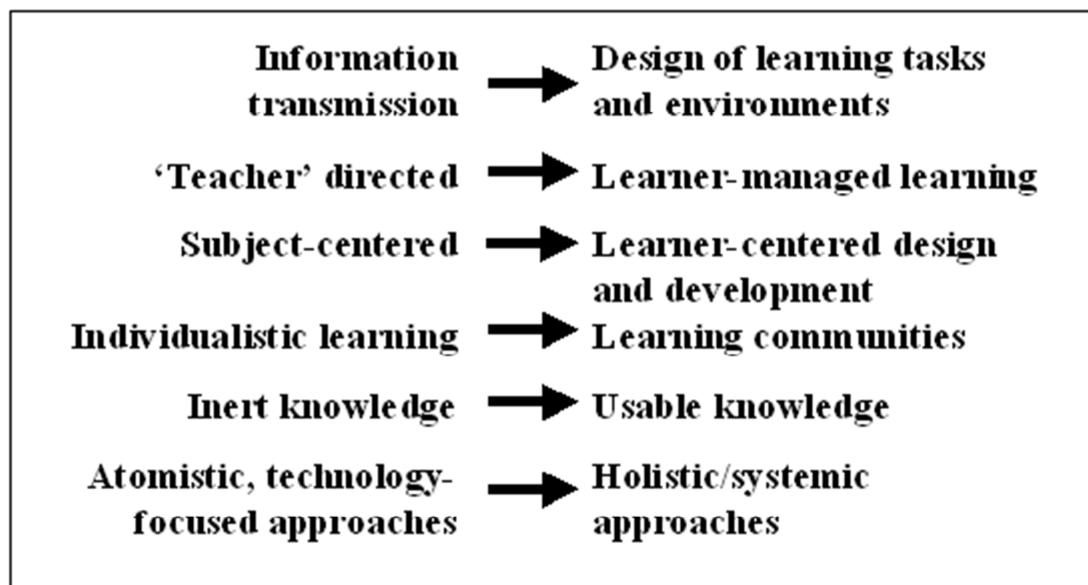 Information
transmission
Design of learning tasks
and environments
‘Teacher’ directed
Learner-managed learning
Subject-centered
Learner-centered design
and development
Individualistic learning
Learning communities
Inert knowledge
Usable knowledge
Atomistic, technology-
focused approaches
Holistic/systemic
approaches